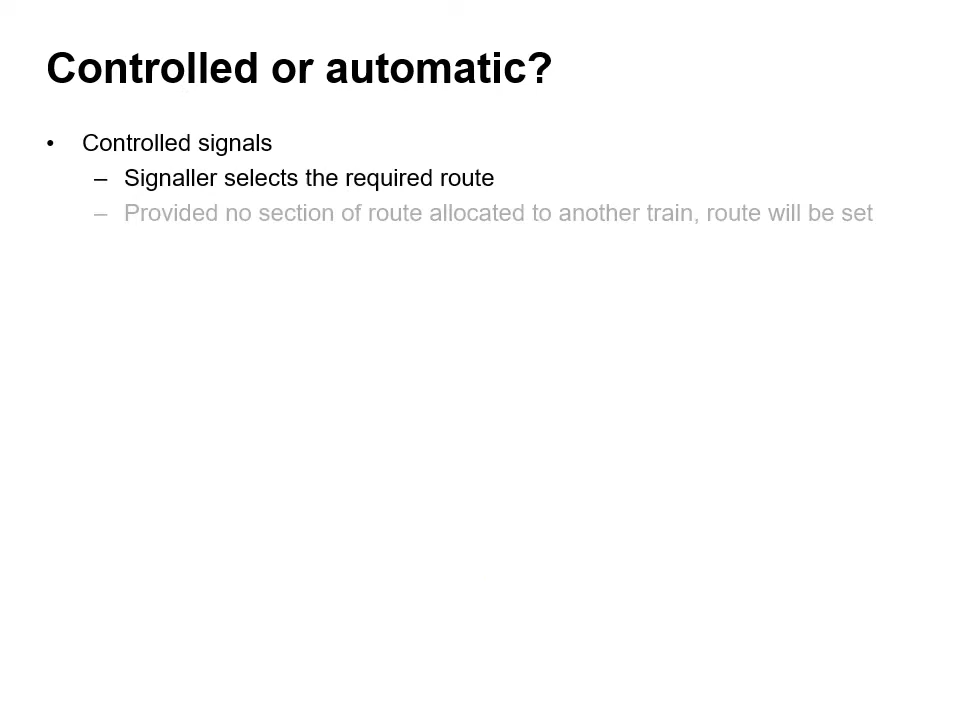 Controlled or automatic?
• Controlled signals
– Signaller selects the required route
– Provided no section of route allocated to another train, route will be set